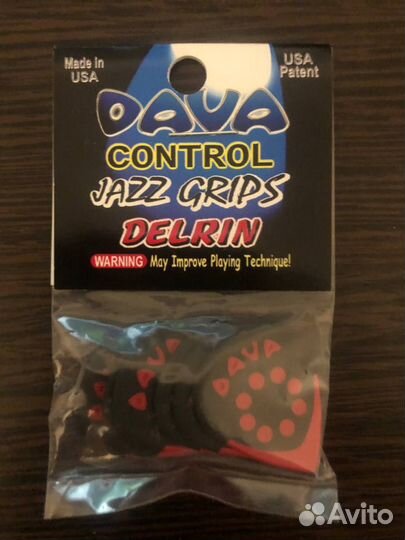 Made in
USA
USA
Patent
DAVA
CONTROL
JAZZ GRIPS
DELRIN
WARNING May Improve Playing Technique!
DAVA
DAVA
Avito